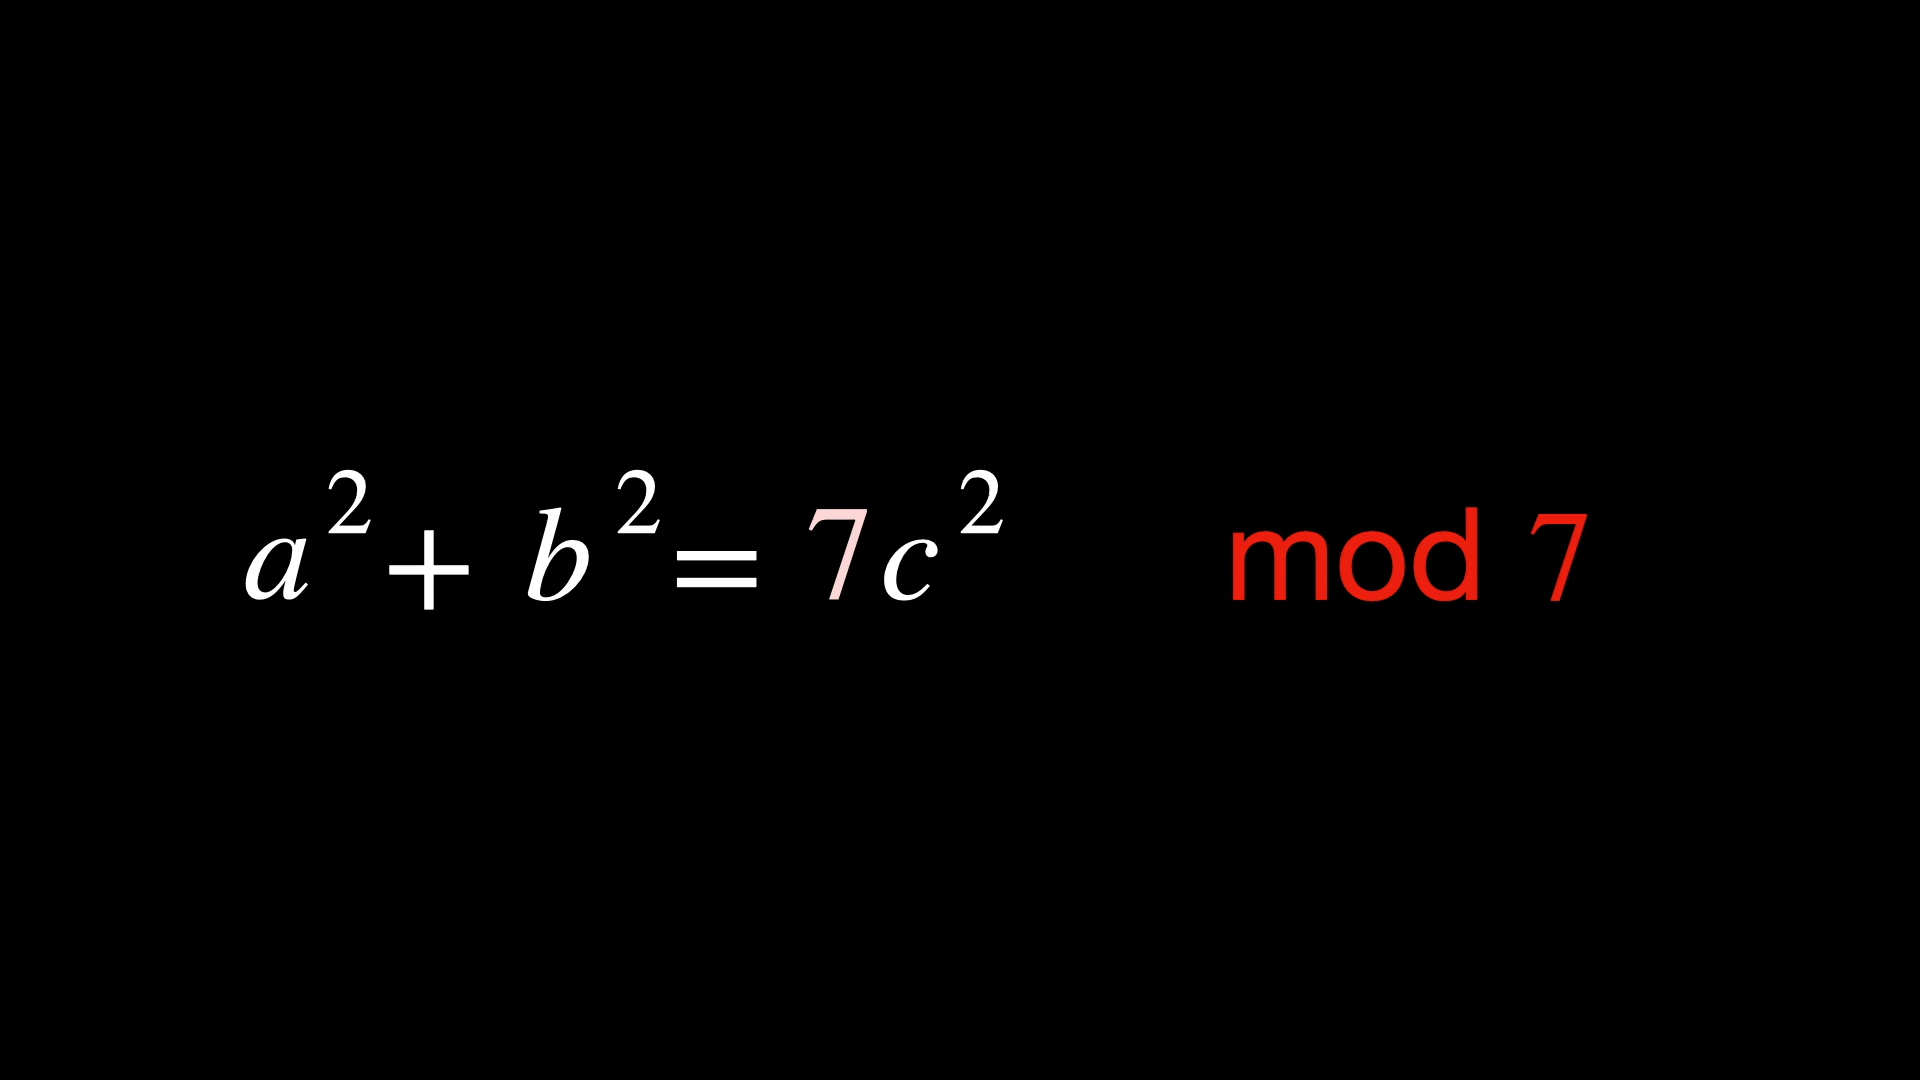 a² + b² = 7c² mod 7